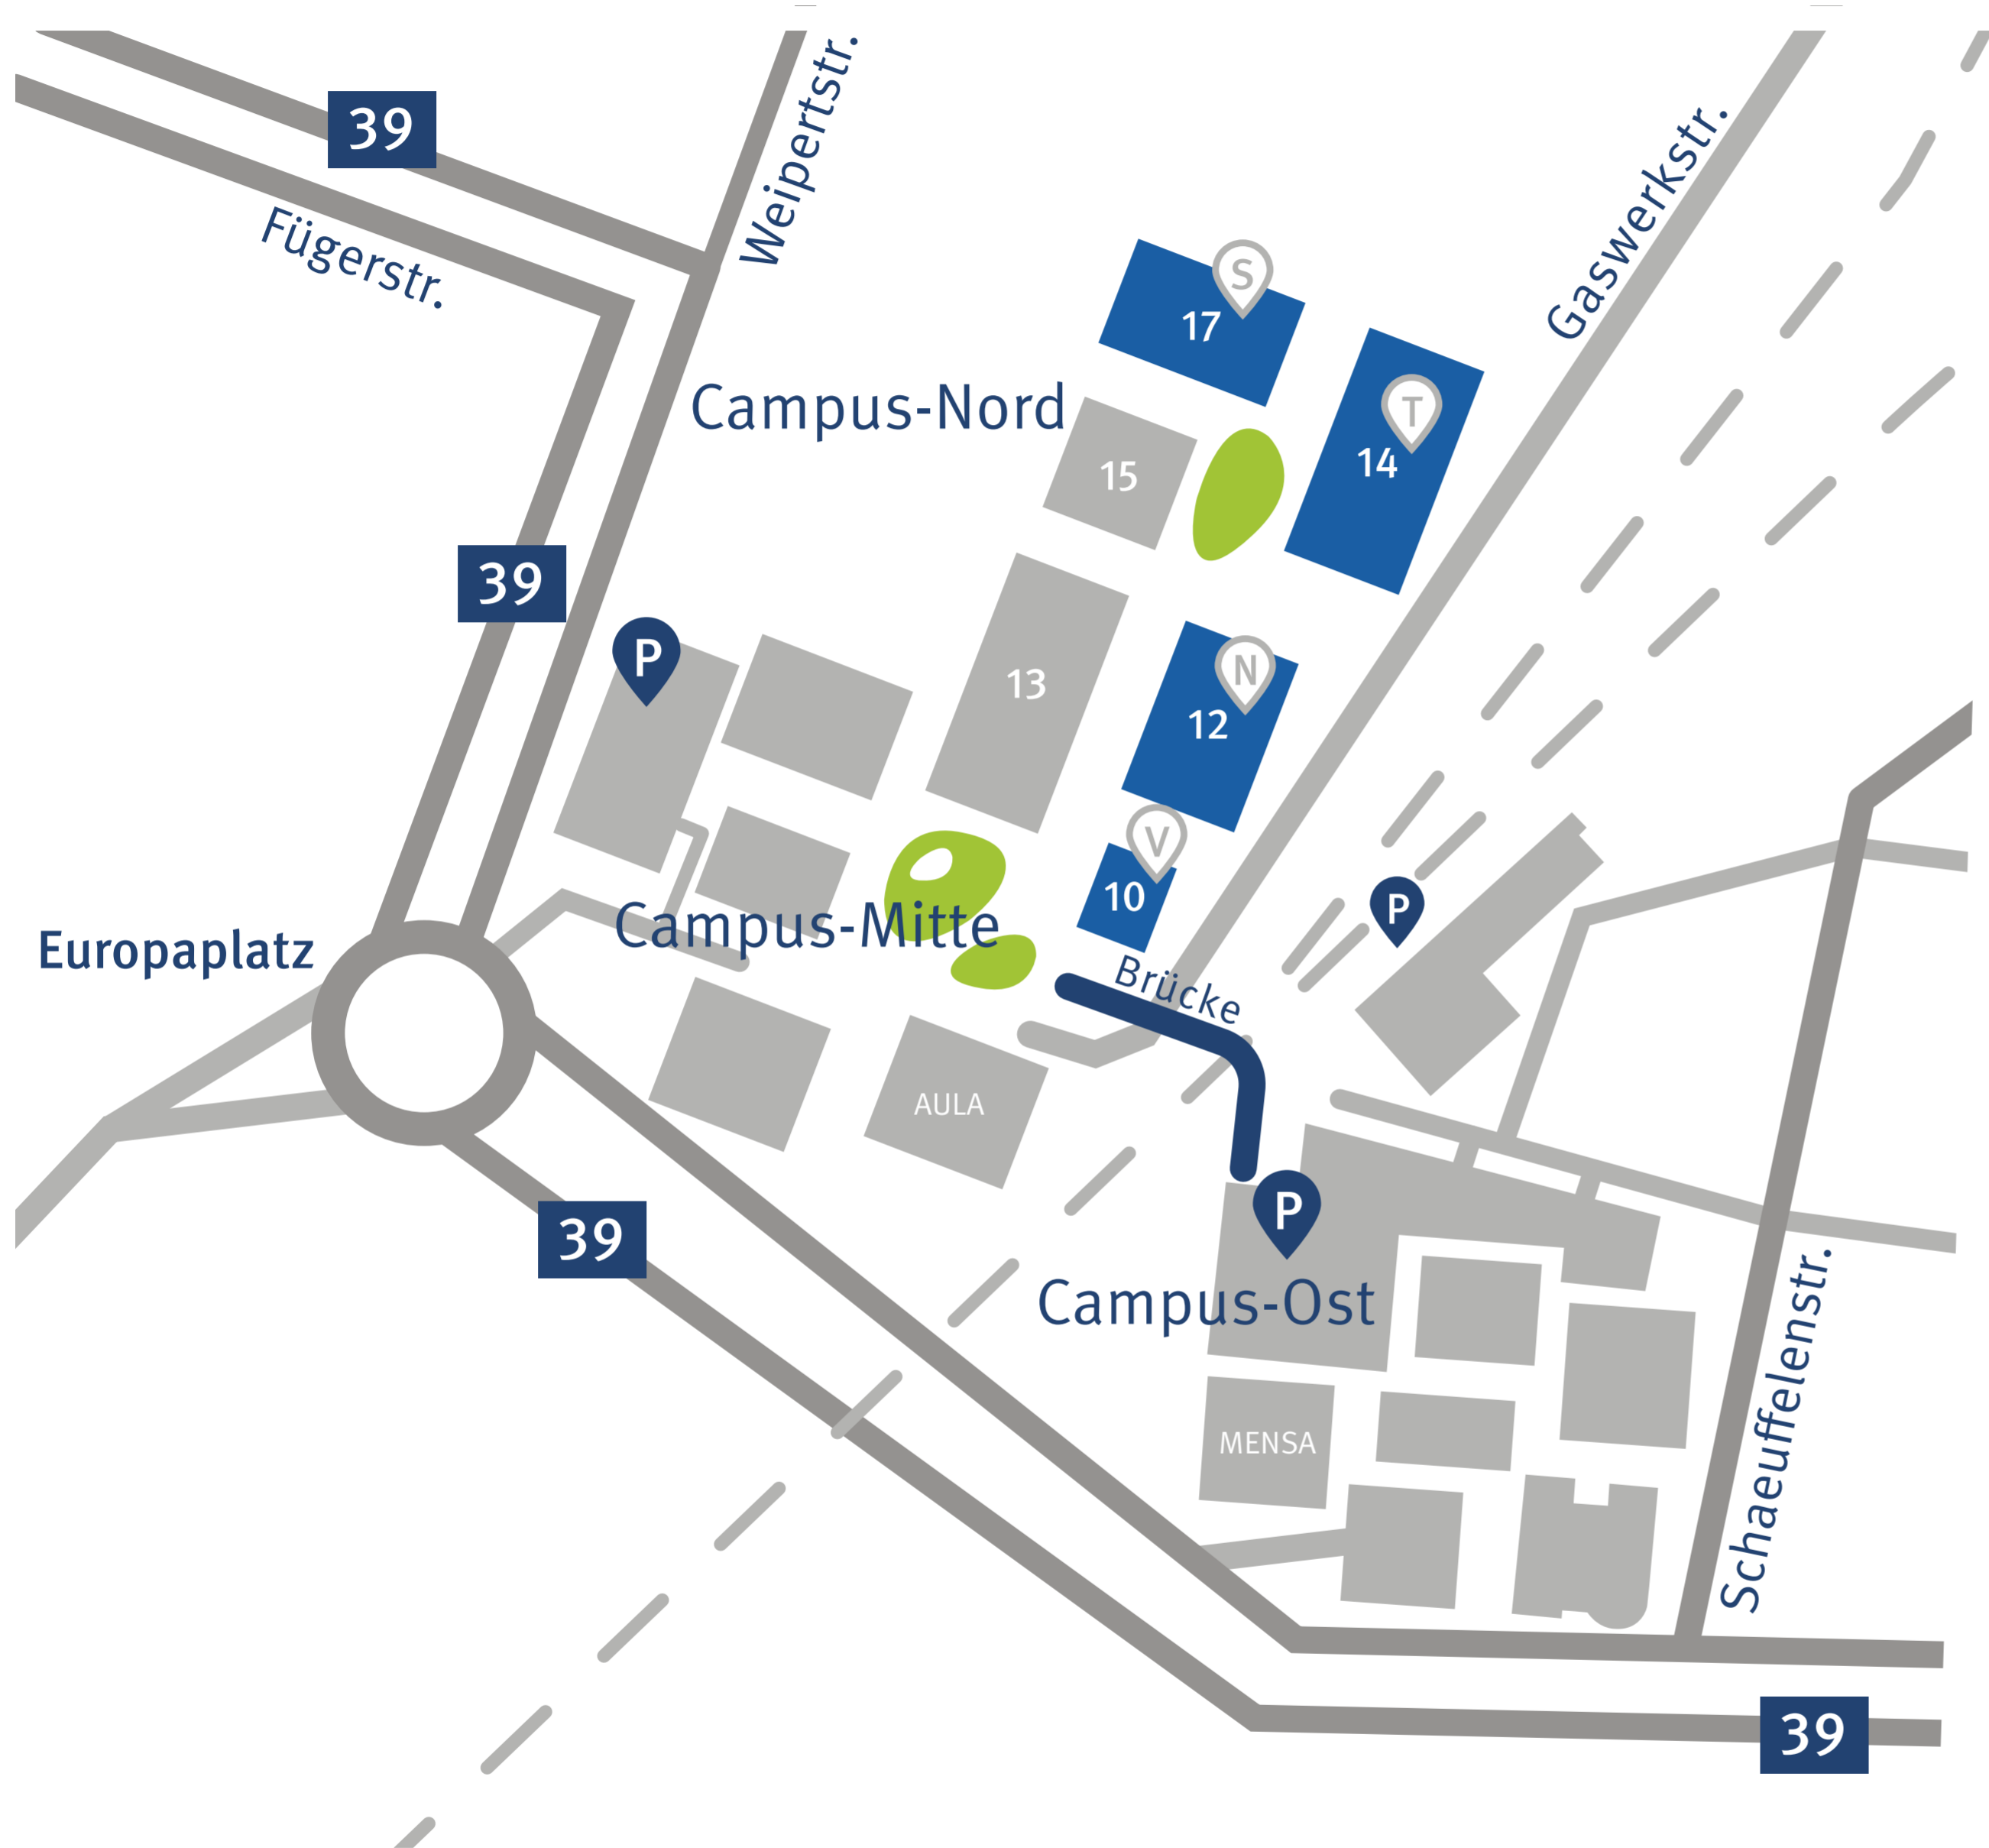 39
Weipertstr.
Fügerstr.
Gaswerkstr.
S
17
T
14
Campus-Nord
15
39
P
13
N
12
V
10
P
Campus-Mitte
Europaplatz
Brücke
AULA
P
39
Campus-Ost
Schaeuffelenstr.
MENSA
39